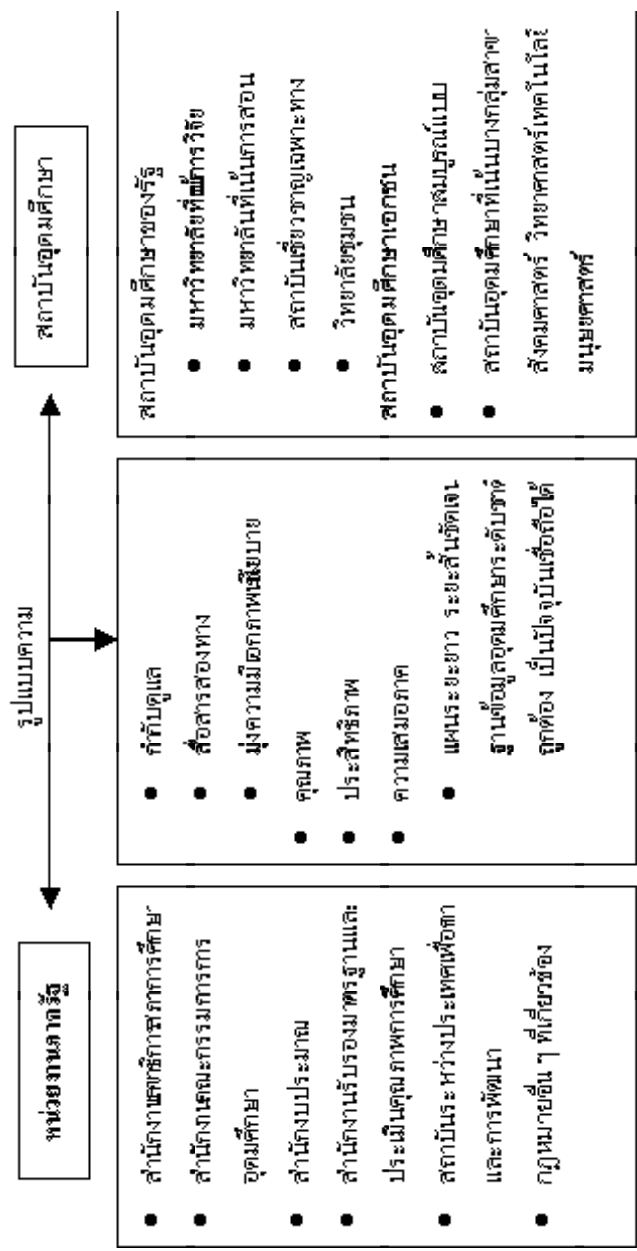 รูปแบบความ
หน่วยงานภาครัฐ
สำนักงานเลขาธิการสภาการศึกษา
สำนักงานคณะกรรมการการ
อุดมศึกษา
สำนักงบประมาณ
สำนักงานรับรองมาตรฐานและ
ประเมินคุณภาพการศึกษา
สถาบันระหว่างประเทศเพื่อการค้า
และการพัฒนา
กฎหมายอื่น ๆ ที่เกี่ยวข้อง
กำกับดูแล
สื่อสารสองทาง
มุ่งความมีเอกภาพเชิงนโยบาย
คุณภาพ
ประสิทธิภาพ
ความเสมอภาค
แผนระยะยาว ระยะสั้นชัดเจน
ฐานข้อมูลอุดมศึกษาระดับชาติ
ถูกต้อง เป็นปัจจุบันเชื่อถือได้
สถาบันอุดมศึกษา
สถาบันอุดมศึกษาของรัฐ
มหาวิทยาลัยที่การวิจัย
มหาวิทยาลัยที่เน้นการสอน
สถาบันเชี่ยวชาญเฉพาะทาง
วิทยาลัยชุมชน
สถาบันอุดมศึกษาเอกชน
สถาบันอุดมศึกษาสมบูรณ์แบบ
สถาบันอุดมศึกษาที่เน้นบางกลุ่มสาขา
สังคมศาสตร์ วิทยาศาสตร์เทคโนโลยี
มนุษยศาสตร์